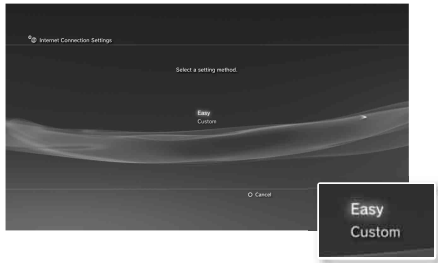 Internet Connection Settings
Select a setting method.
Easy
Custom
Cancel
Easy
Custom